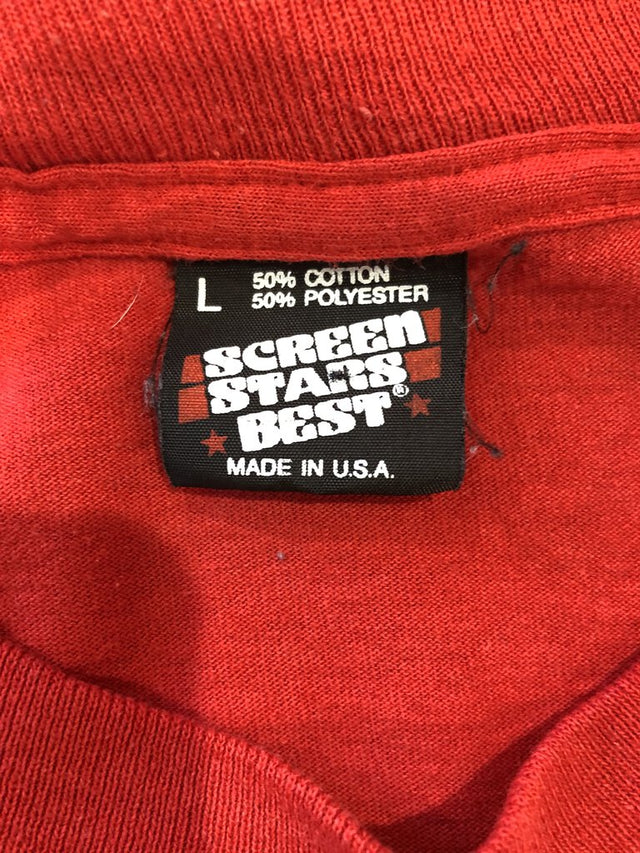 L
50% COTTON
50% POLYESTER
SCREEN
STARS
BEST®
MADE IN U.S.A.